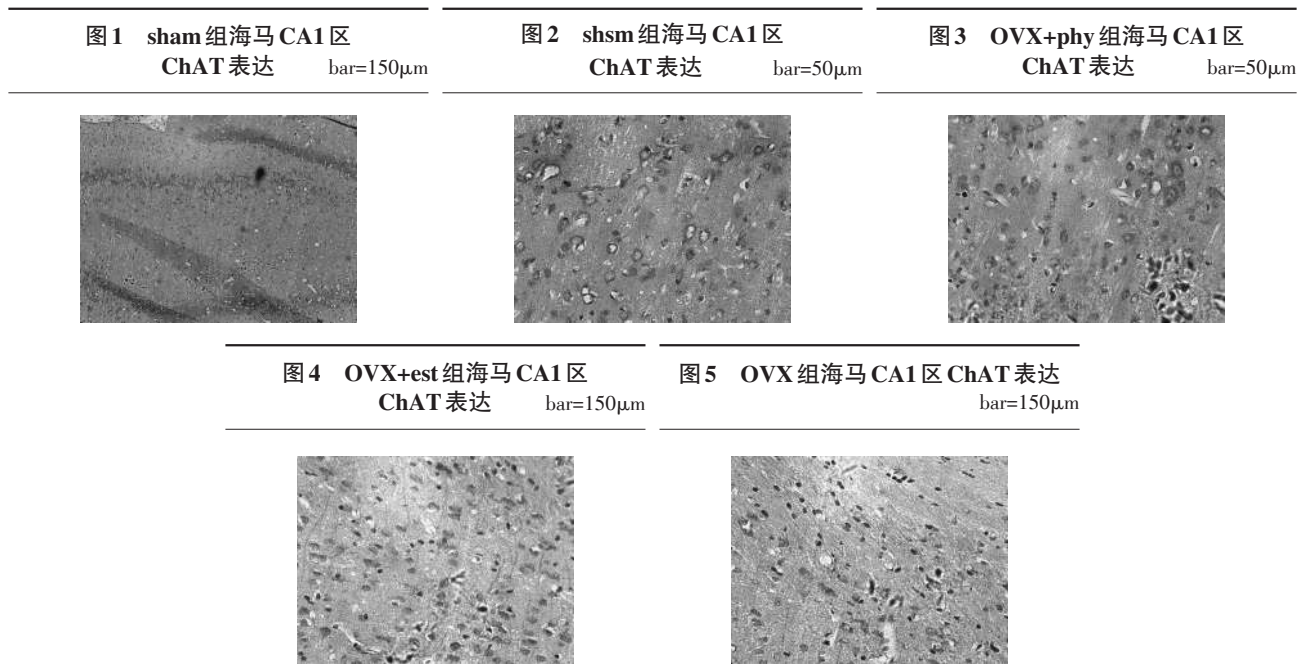 图1 sham组海马CA1区
ChAT表达 bar=150μm
图2 shsm组海马CA1区
ChAT表达 bar=50μm
图3 OVX+phy组海马CA1区
ChAT表达 bar=50μm
图4 OVX+est组海马CA1区
ChAT表达 bar=150μm
图5 OVX组海马CA1区ChAT表达
bar=150μm